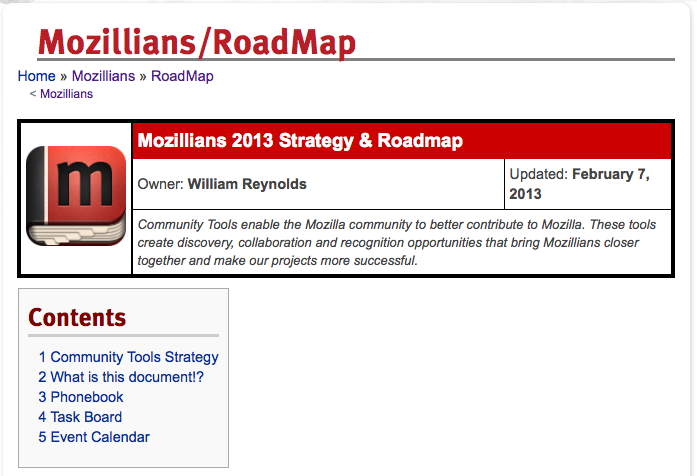 Mozillians/RoadMap
Home » Mozillians » RoadMap
< Mozillians
m
Mozillians 2013 Strategy & Roadmap
Owner: William Reynolds
Updated: February 7,
2013
Community Tools enable the Mozilla community to better contribute to Mozilla. These tools
create discovery, collaboration and recognition opportunities that bring Mozillians closer
together and make our projects more successful.
Contents
1 Community Tools Strategy
2 What is this document!?
3 Phonebook
4 Task Board
5 Event Calendar